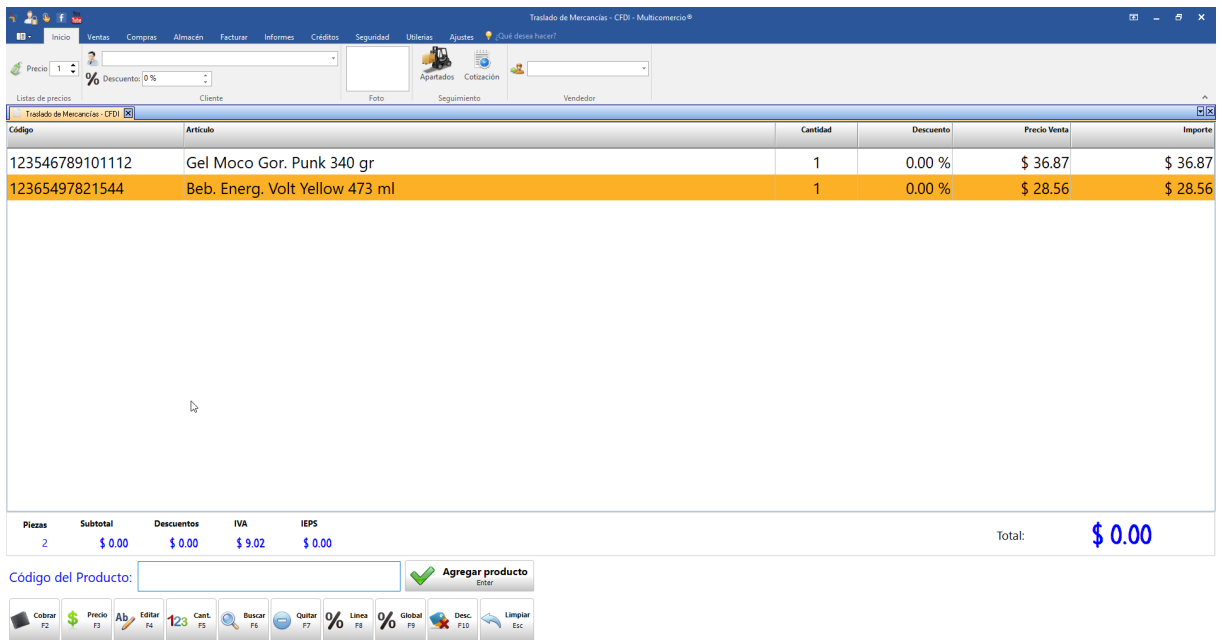 Traslado de Mercancías - CFDI - Multicomercio®
Inicio Ventas Compras Almacén Facturar Informes Créditos Seguridad Utilerias Ajustes ¿Qué desea hacer?
Precio 1
% Descuento: 0 %
Apartados Cotización
Listas de precios Cliente Foto Seguimiento Vendedor
Traslado de Mercancías - CFDI
Código Artículo Cantidad Descuento Precio Venta Importe
123546789101112 Gel Moco Gor. Punk 340 gr 1 0.00 % $ 36.87 $ 36.87
12365497821544 Beb. Energ. Volt Yellow 473 ml 1 0.00 % $ 28.56 $ 28.56
Piezas Subtotal Descuentos IVA IEPS
2 $ 0.00 $ 0.00 $ 9.02 $ 0.00
Total: $ 0.00
Código del Producto: Agregar producto
Enter
Cobrar $ Precio Ab Editar 123 Cant. Buscar Quitar % Linea % Global Desc. Limpiar
F2 F3 F4 F5 F6 F7 F8 F9 F10 Esc